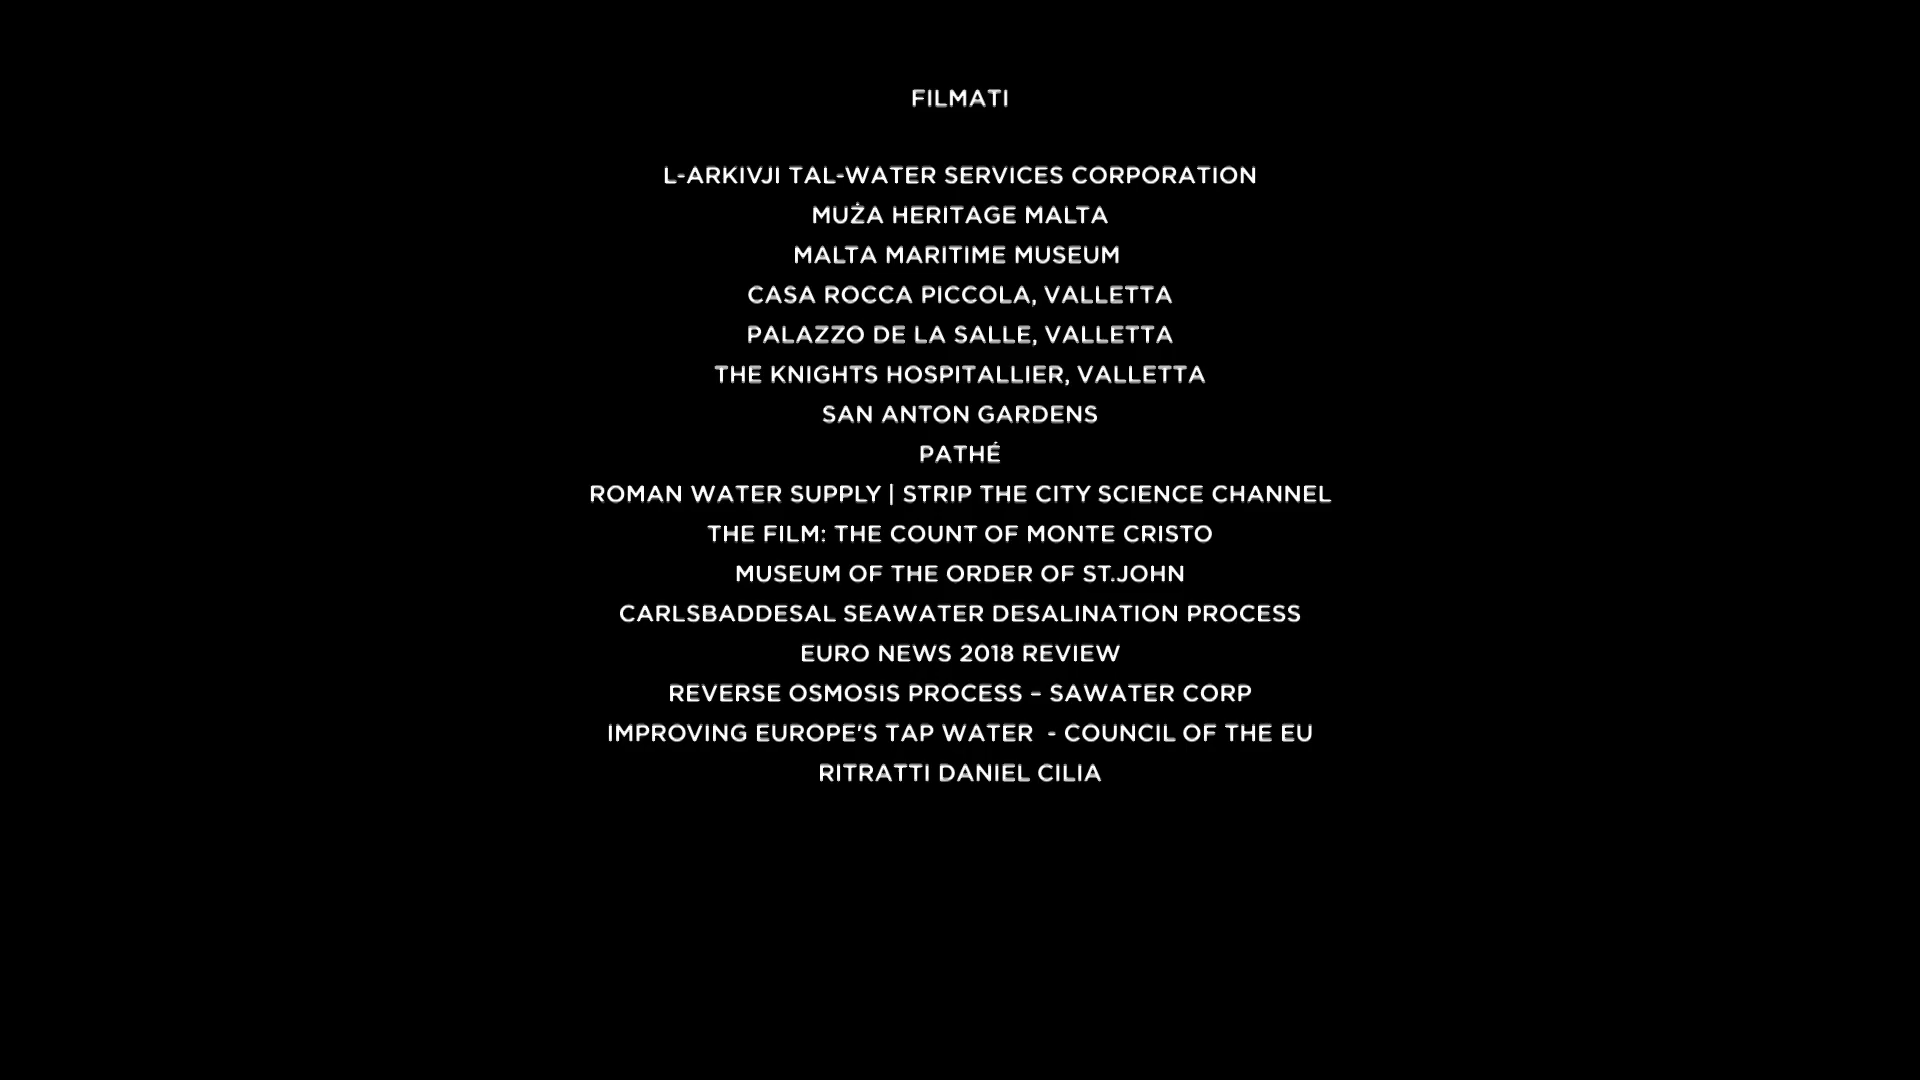 FILMATI
L-ARKIVJI TAL-WATER SERVICES CORPORATION
MUŻA HERITAGE MALTA
MALTA MARITIME MUSEUM
CASA ROCCA PICCOLA, VALLETTA
PALAZZO DE LA SALLE, VALLETTA
THE KNIGHTS HOSPITALLIER, VALLETTA
SAN ANTON GARDENS
PATHÉ
ROMAN WATER SUPPLY | STRIP THE CITY SCIENCE CHANNEL
THE FILM: THE COUNT OF MONTE CRISTO
MUSEUM OF THE ORDER OF ST.JOHN
CARLSBADDESAL SEAWATER DESALINATION PROCESS
EURO NEWS 2018 REVIEW
REVERSE OSMOSIS PROCESS – SAWATER CORP
IMPROVING EUROPE'S TAP WATER  - COUNCIL OF THE EU
RITRATTI DANIEL CILIA